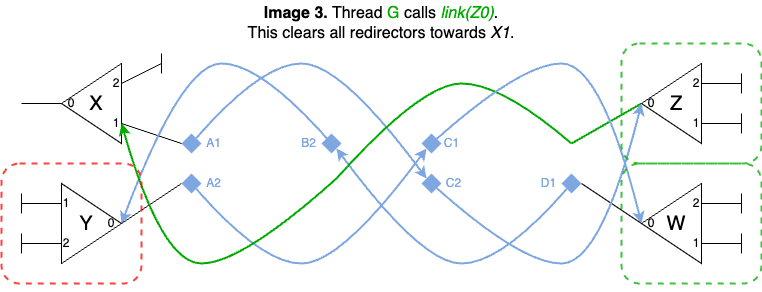 Image 3. Thread G calls link(Z0).
This clears all redirectors towards X1.
2
X
0
1
A1
B2
C1
Z
0
2
1
1
Y
0
2
A2
C2
D1
W
0
2
1